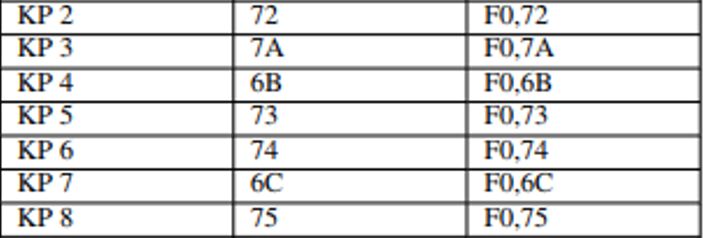 KP 2 72 F0,72
KP 3 7A F0,7A
KP 4 6B F0,6B
KP 5 73 F0,73
KP 6 74 F0,74
KP 7 6C F0,6C
KP 8 75 F0,75